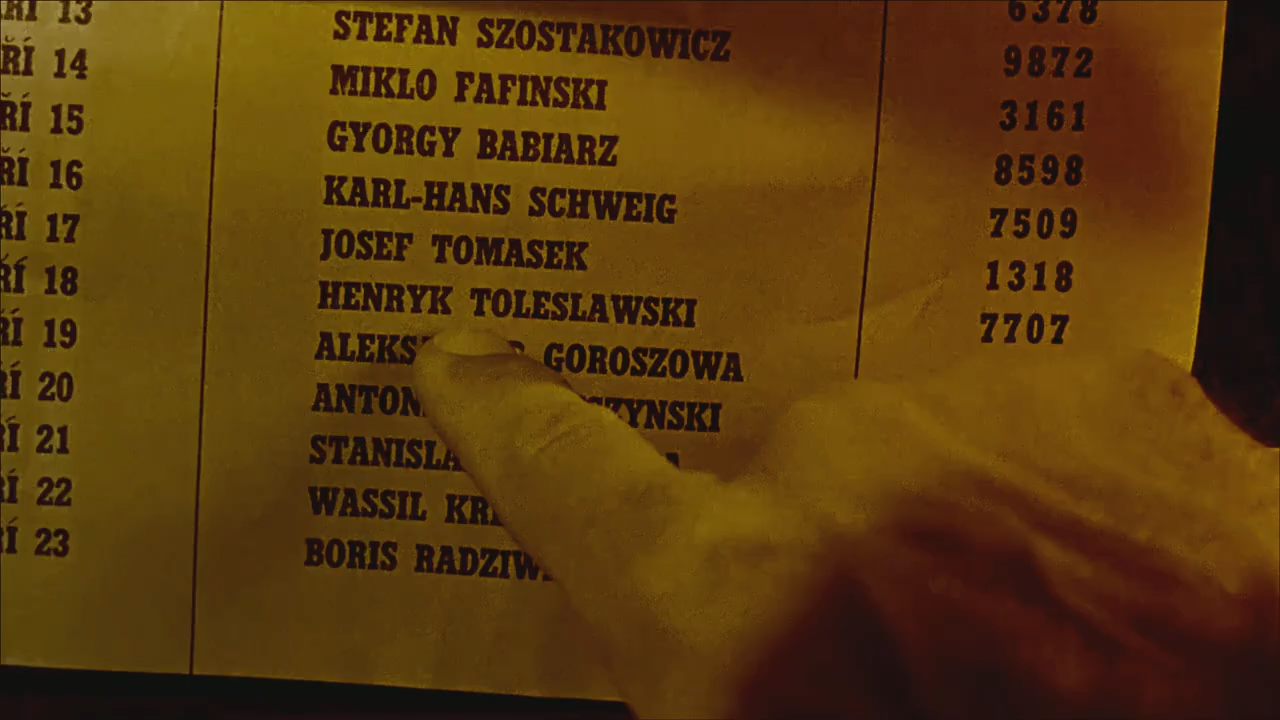 6378
ŘÍ 13 STEFAN SZOSTAKOWICZ 9872
ŘÍ 14 MIKLO FAFINSKI 3161
ŘÍ 15 GYORGY BABIARZ 8598
ŘÍ 16 KARL-HANS SCHWEIG 7509
ŘÍ 17 JOSEF TOMASEK 1318
ŘÍ 18 HENRYK TOLESLAWSKI 7707
ŘÍ 19 GOROSZOWA
ŘÍ 20
ŘÍ 21
ŘÍ 22 WASSIL
ŘÍ 23 BORIS